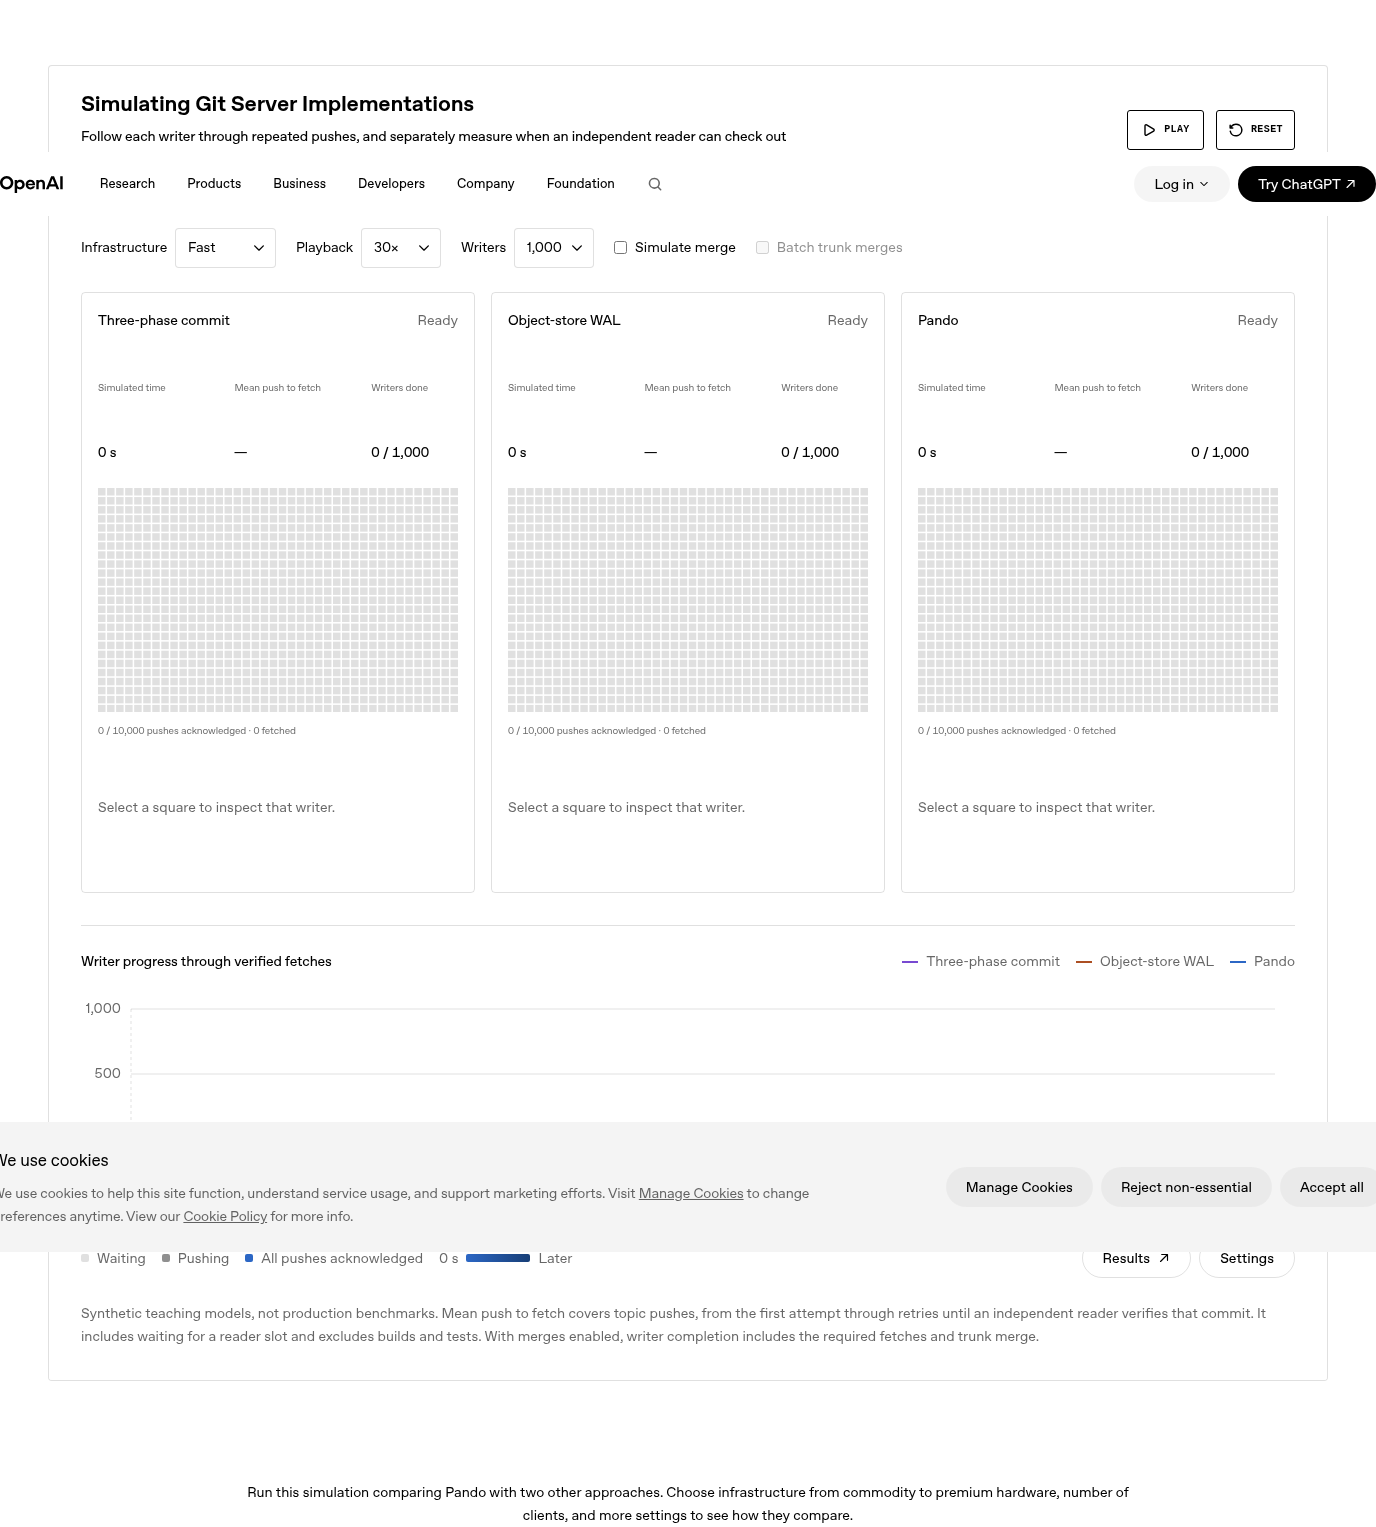 Simulating Git Server Implementations
Follow each writer through repeated pushes, and separately measure when an independent reader can check out
PLAY
RESET
OpenAI
Research
Products
Business
Developers
Company
Foundation
Log in
Try ChatGPT
Infrastructure
Fast
Playback
30×
Writers
1,000
Simulate merge
Batch trunk merges
Three-phase commit
Ready
Simulated time
Mean push to fetch
Writers done
0 s
—
0 / 1,000
0 / 10,000 pushes acknowledged · 0 fetched
Select a square to inspect that writer.
Object-store WAL
Ready
Simulated time
Mean push to fetch
Writers done
0 s
—
0 / 1,000
0 / 10,000 pushes acknowledged · 0 fetched
Select a square to inspect that writer.
Pando
Ready
Simulated time
Mean push to fetch
Writers done
0 s
—
0 / 1,000
0 / 10,000 pushes acknowledged · 0 fetched
Select a square to inspect that writer.
Writer progress through verified fetches
Three-phase commit
Object-store WAL
Pando
1,000
500
We use cookies
We use cookies to help this site function, understand service usage, and support marketing efforts. Visit Manage Cookies to change
references anytime. View our Cookie Policy for more info.
Manage Cookies
Reject non-essential
Accept all
Waiting
Pushing
All pushes acknowledged
0 s
Later
Results
Settings
Synthetic teaching models, not production benchmarks. Mean push to fetch covers topic pushes, from the first attempt through retries until an independent reader verifies that commit. It
includes waiting for a reader slot and excludes builds and tests. With merges enabled, writer completion includes the required fetches and trunk merge.
Run this simulation comparing Pando with two other approaches. Choose infrastructure from commodity to premium hardware, number of
clients, and more settings to see how they compare.